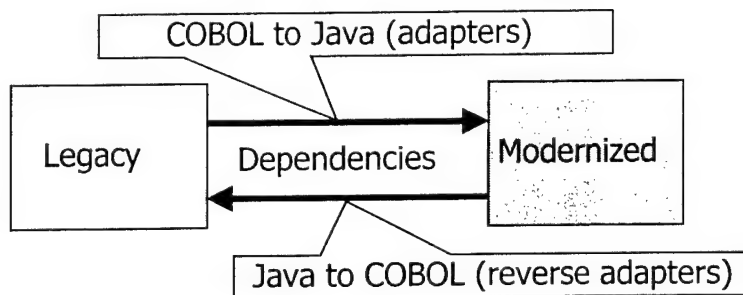 COBOL to Java (adapters)
Legacy Dependencies Modernized
Java to COBOL (reverse adapters)